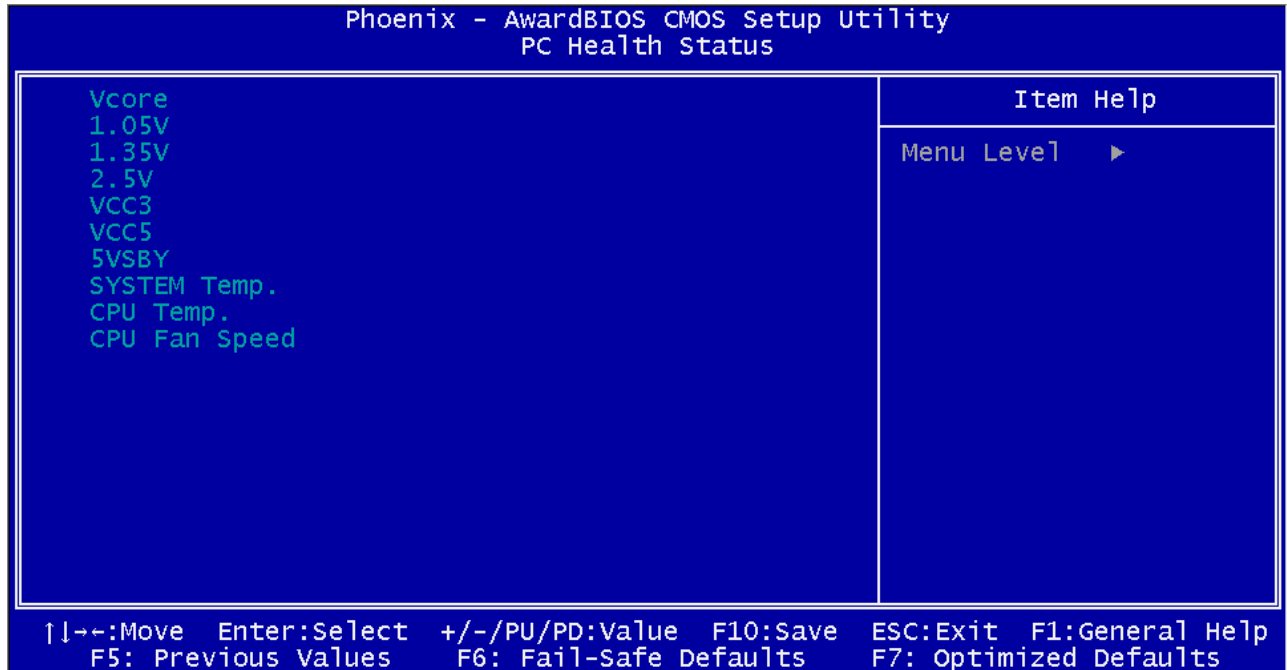 Phoenix - AwardBIOS CMOS Setup Utility
PC Health Status
Vcore
1.05V
1.35V
2.5V
VCC3
VCC5
5VSBY
SYSTEM Temp.
CPU Temp.
CPU Fan Speed
Item Help
Menu Level ►
↑↓→←:Move Enter:Select +/-/PU/PD:Value F10:Save ESC:Exit F1:General Help
F5: Previous Values F6: Fail-Safe Defaults F7: Optimized Defaults